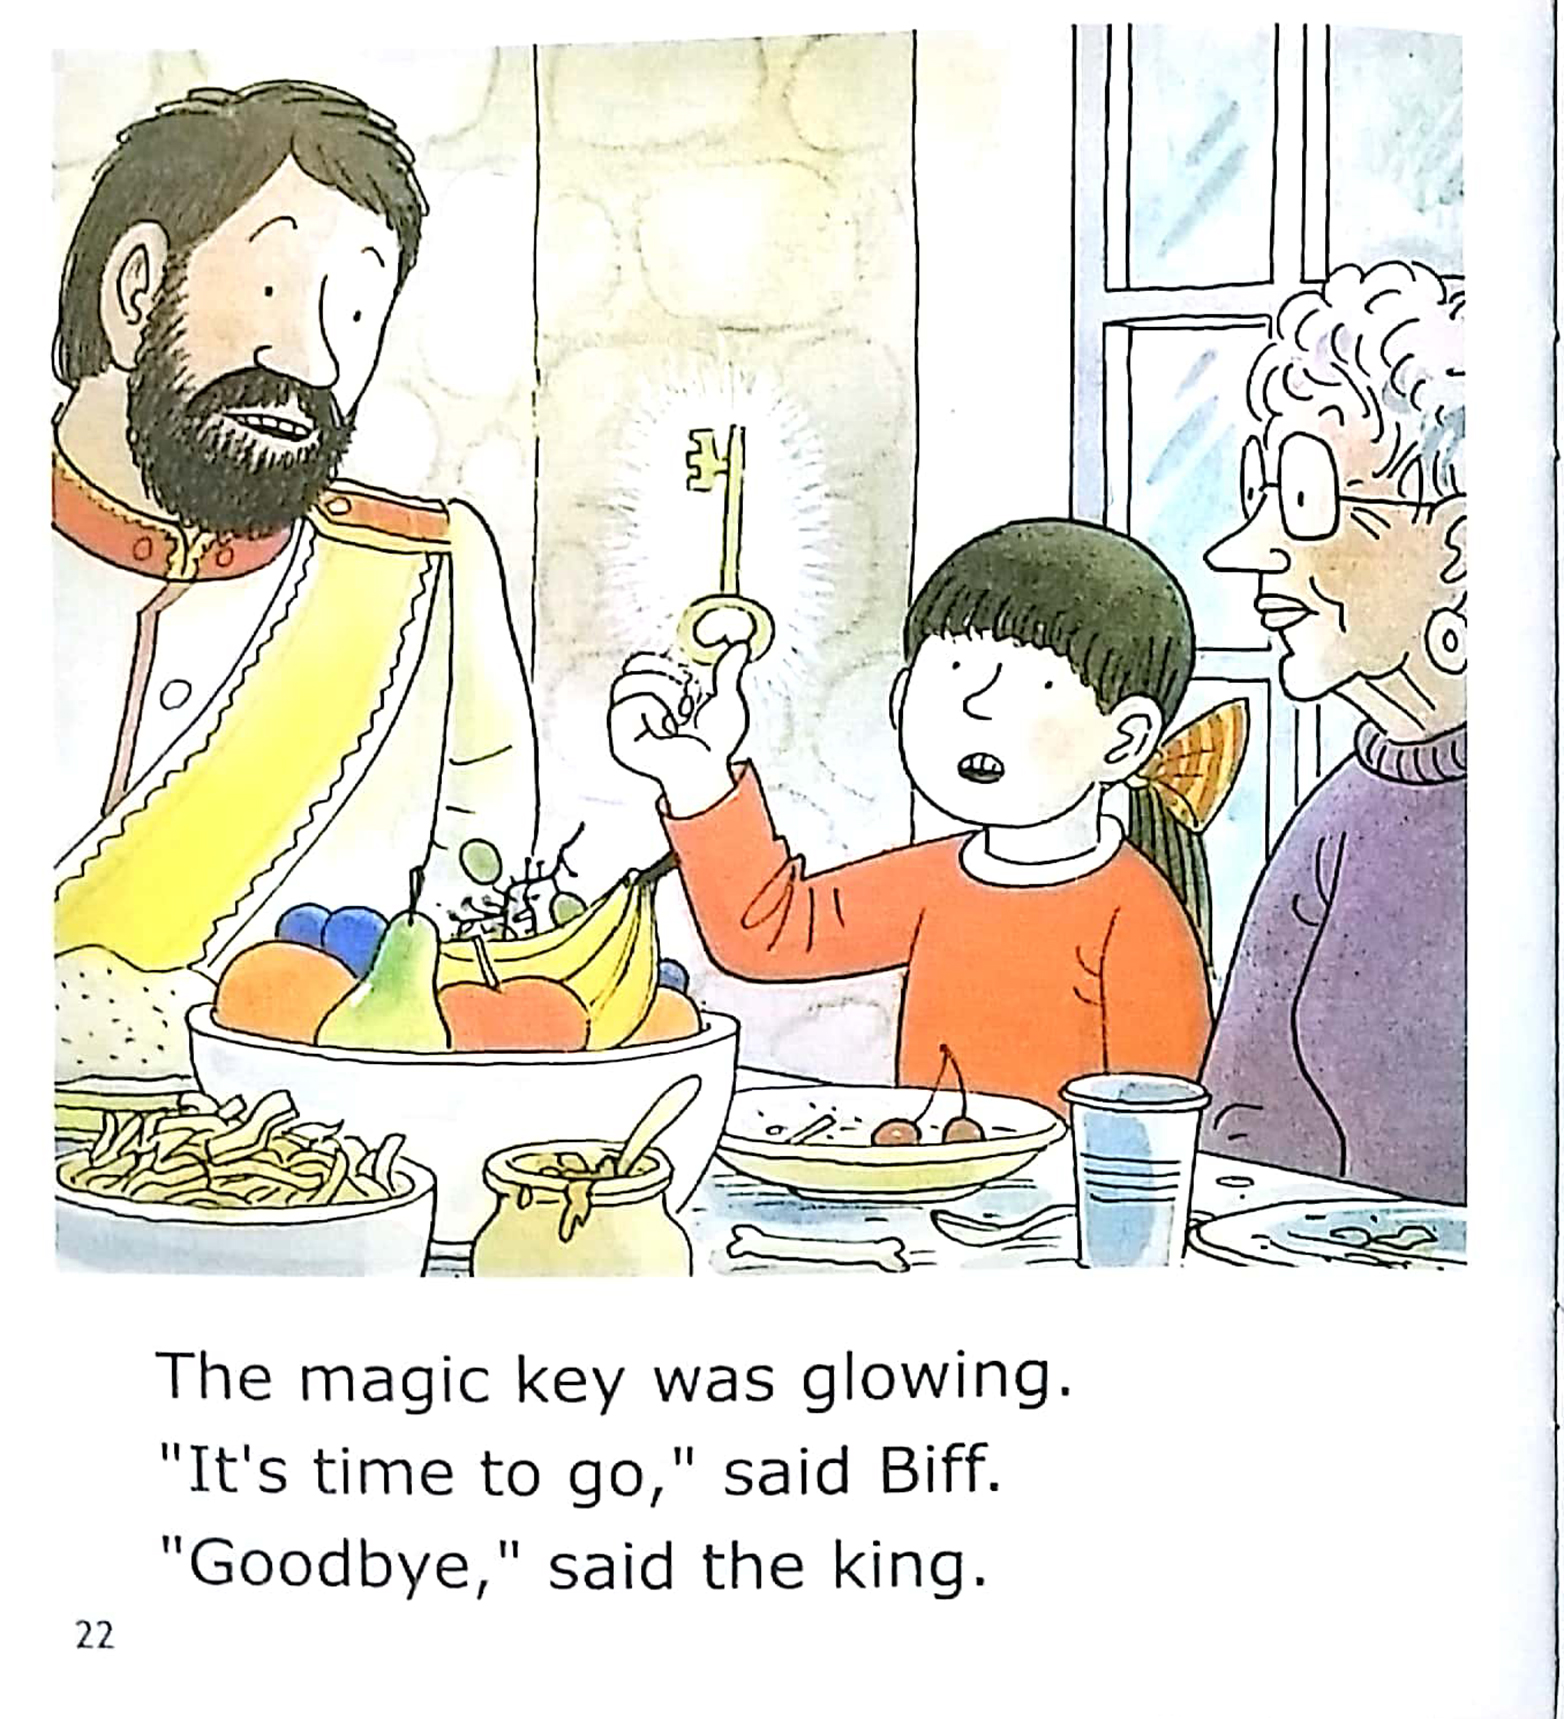 The magic key was glowing.
"It's time to go," said Biff.
"Goodbye," said the king.
22